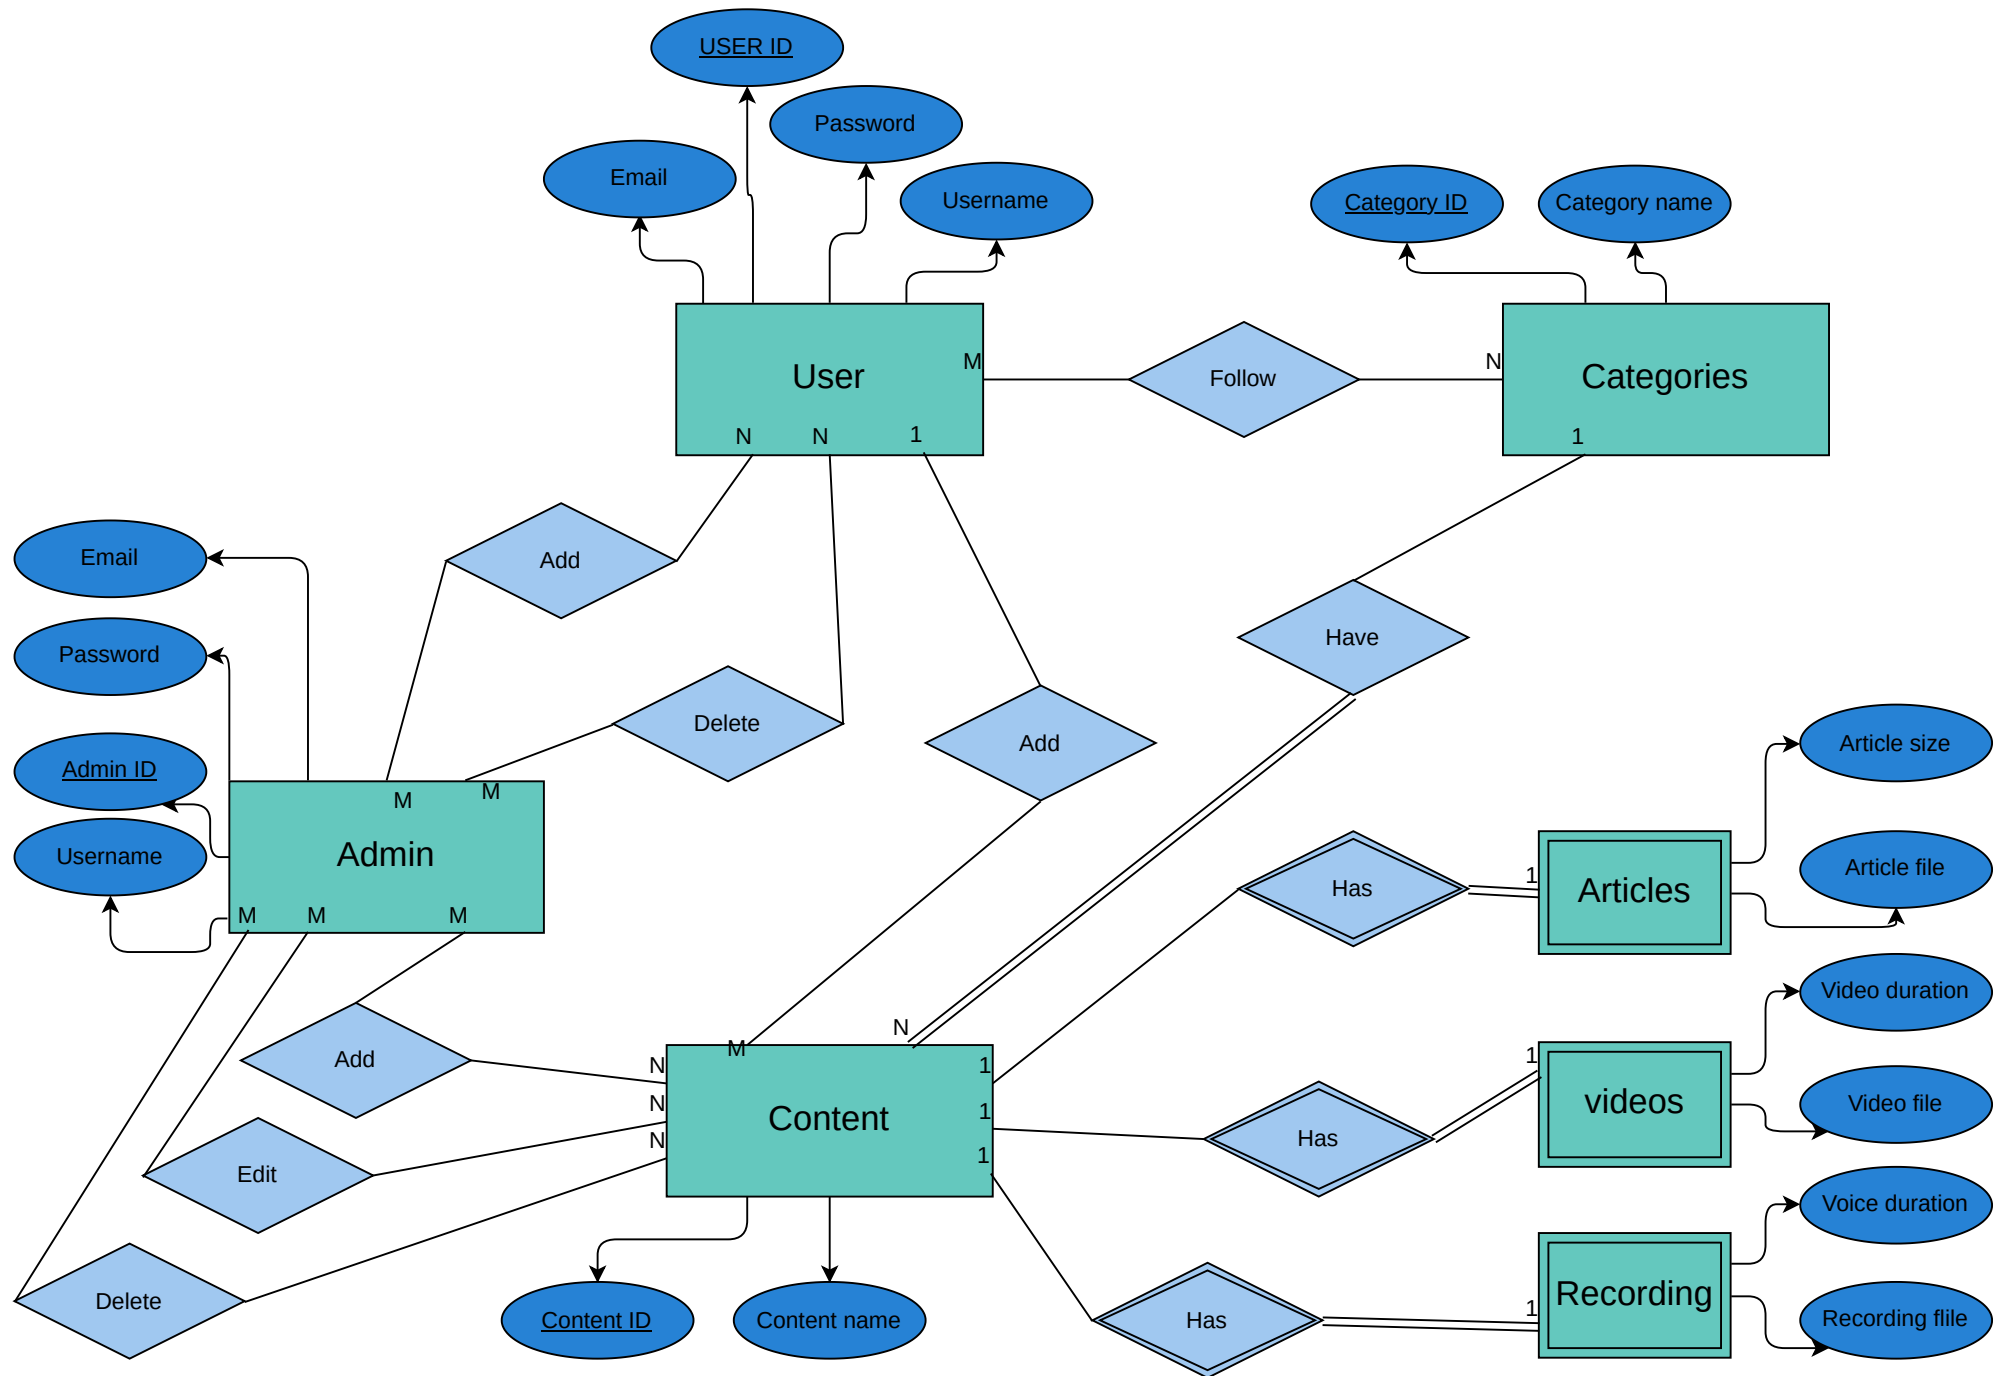 USER ID
Password
Email
Username
Category ID
Category name
User
M
Follow
N
Categories
N
N
1
1
Add
Email
Have
Password
Delete
Add
Article size
Admin ID
M
M
Admin
Username
Has
1
Articles
Article file
M
M
M
Video duration
N
M
Add
N
1
1
videos
Video file
N
1
Content
Has
N
1
Edit
Voice duration
Delete
Content ID
Content name
Has
1
Recording
Recording flile